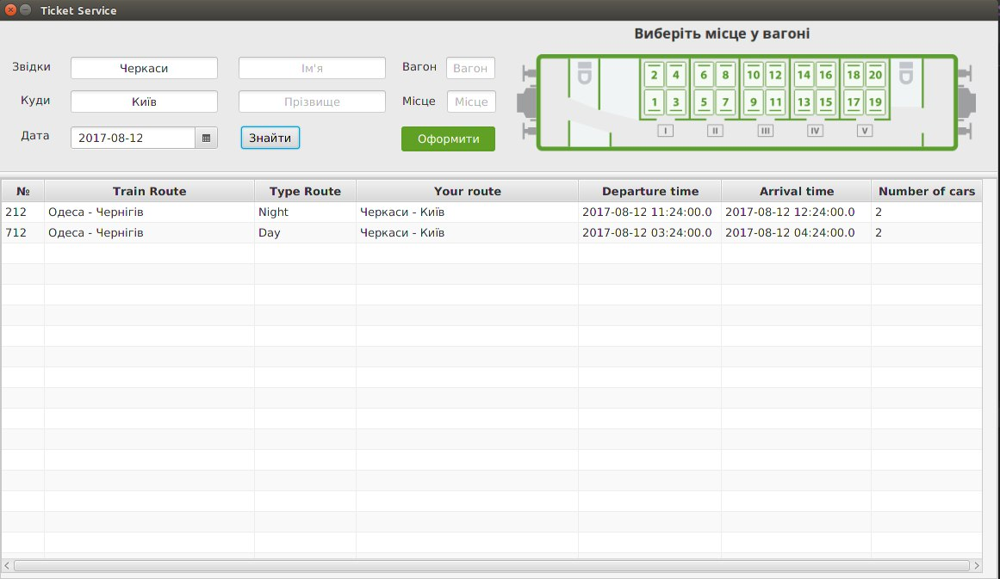 Ticket Service
Виберіть місце у вагоні
Звідки Черкаси Ім'я Вагон Вагон
Куди Київ Прізвище Місце Місце
Дата 2017-08-12 Знайти Оформити
2 4 6 8 10 12 14 16 18 20
1 3 5 7 9 11 13 15 17 19
I II III IV V
№ Train Route Type Route Your route Departure time Arrival time Number of cars
212 Одеса - Чернігів Night Черкаси - Київ 2017-08-12 11:24:00.0 2017-08-12 12:24:00.0 2
712 Одеса - Чернігів Day Черкаси - Київ 2017-08-12 03:24:00.0 2017-08-12 04:24:00.0 2